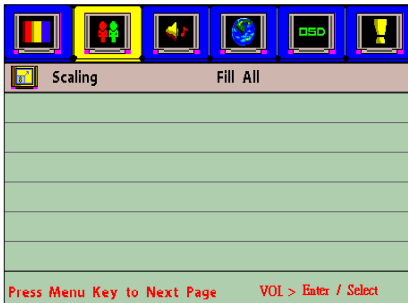 OSD
Scaling Fill All
Press Menu Key to Next Page VOL > Enter / Select